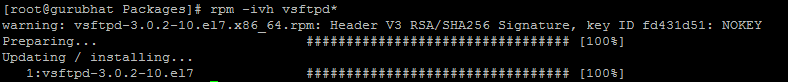 [root@gurubhat Packages]# rpm -ivh vsftpd*
warning: vsftpd-3.0.2-10.el7.x86_64.rpm: Header V3 RSA/SHA256 Signature, key ID fd431d51: NOKEY
Preparing... ################################# [100%]
Updating / installing...
1:vsftpd-3.0.2-10.el7 ################################# [100%]